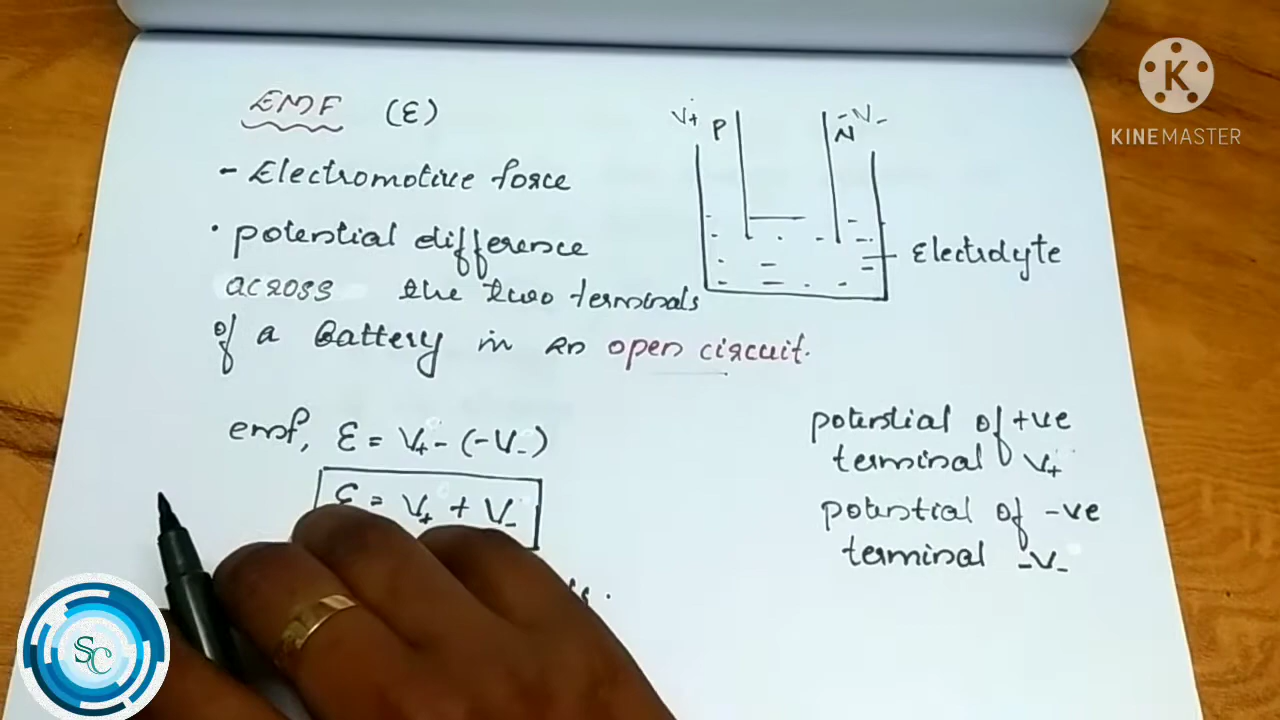 EMF (ε)
- Electromotive force
· potential difference
across the two terminals
of a Battery in an open circuit.
emf, ε = V₊ - (-V₋)
ε = V₊ + V₋
V₊ P
N -V₋
Electrolyte
potential of +ve
terminal V₊
potential of -ve
terminal -V₋
K
KINEMASTER
SC